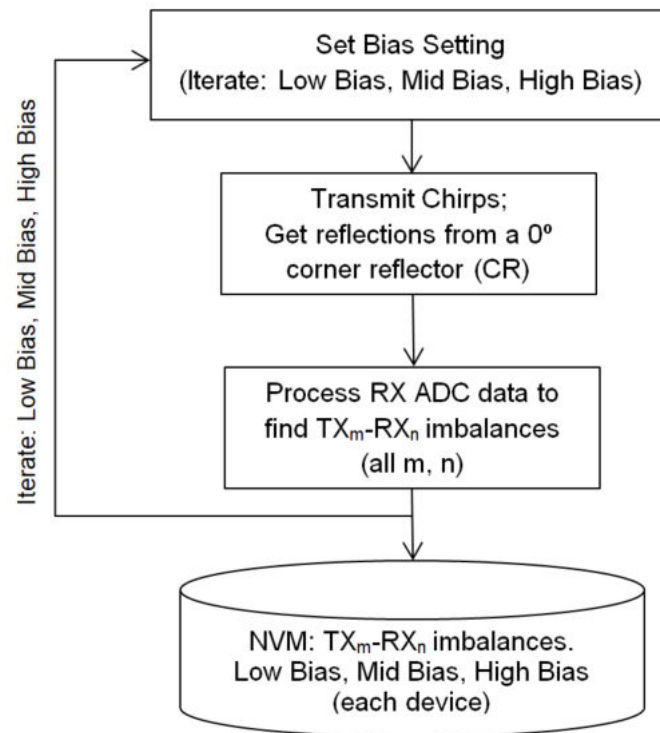 Set Bias Setting
(Iterate: Low Bias, Mid Bias, High Bias)
Iterate: Low Bias, Mid Bias, High Bias
Transmit Chirps;
Get reflections from a 0º
corner reflector (CR)
Process RX ADC data to
find TXm-RXn imbalances
(all m, n)
NVM: TXm-RXn imbalances.
Low Bias, Mid Bias, High Bias
(each device)